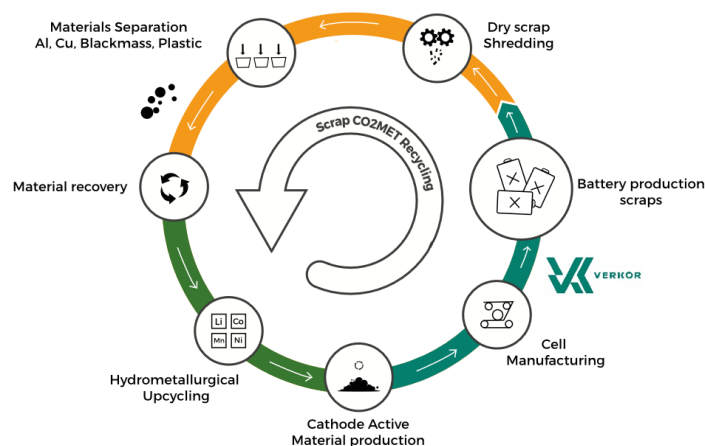 Materials Separation
Al, Cu, Blackmass, Plastic
Dry scrap
Shredding
Scrap CO2MET Recycling
Material recovery
Battery production
scraps
VERKOR
Li Co
Mn Ni
Hydrometallurgical
Upcycling
Cell
Manufacturing
Cathode Active
Material production